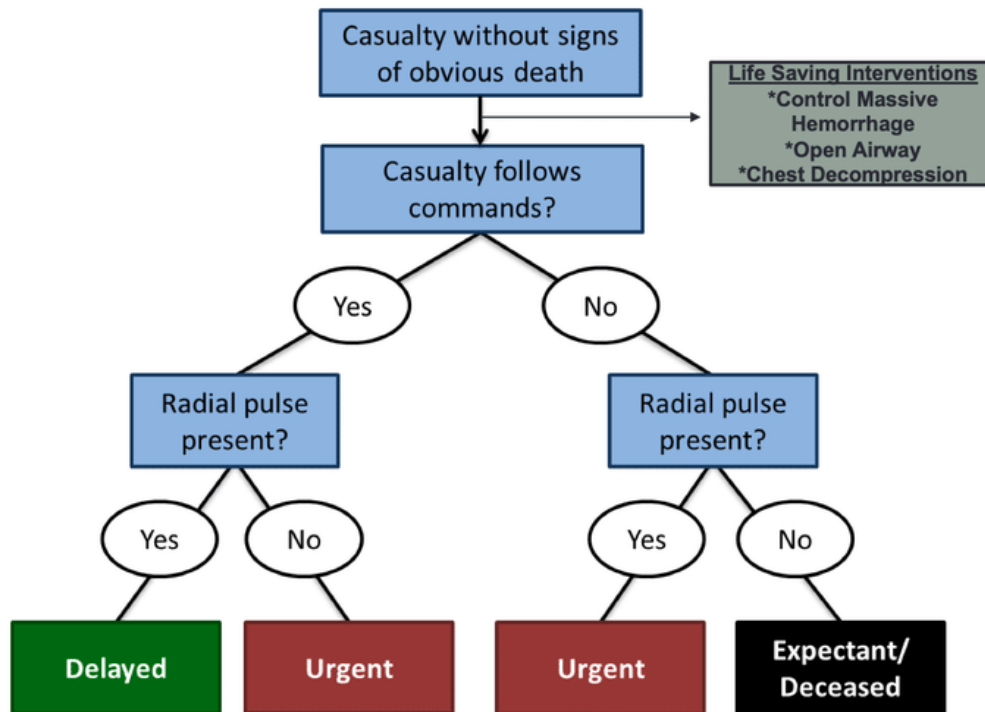 Casualty without signs
of obvious death
Life Saving Interventions
*Control Massive
Hemorrhage
*Open Airway
*Chest Decompression
Casualty follows
commands?
Yes
No
Radial pulse
present?
Radial pulse
present?
Yes
No
Yes
No
Delayed
Urgent
Urgent
Expectant/
Deceased